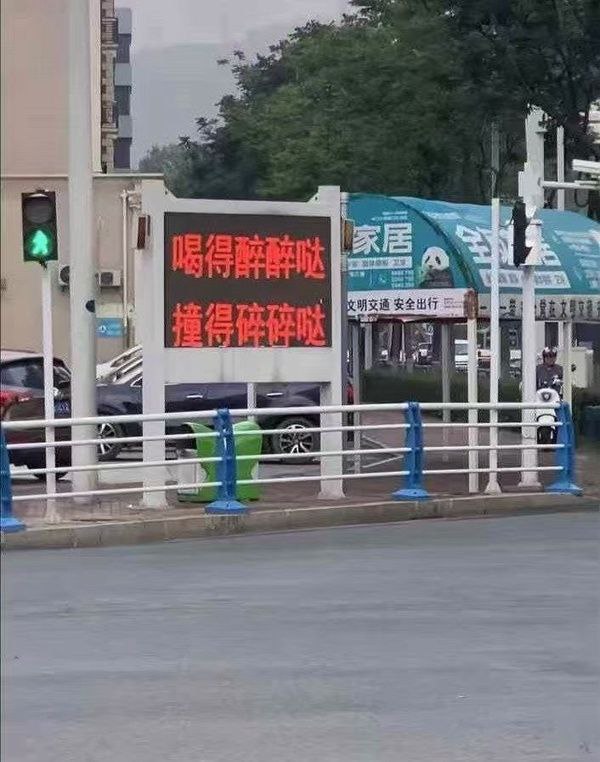 喝得醉醉哒
撞得碎碎哒
家居
文明交通 安全出行